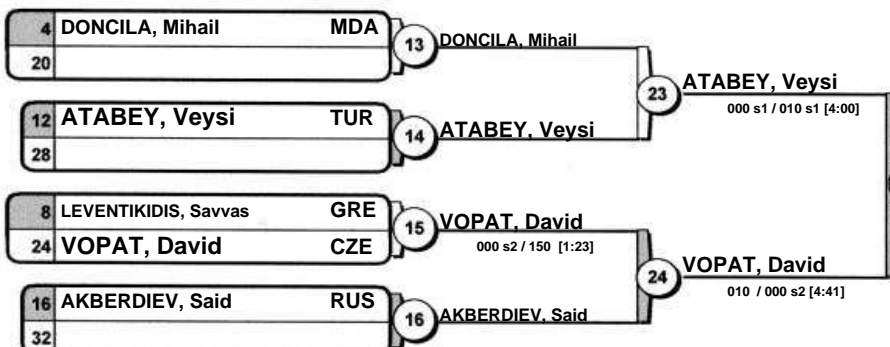 4 DONCILA, Mihail MDA
20
13 DONCILA, Mihail
12 ATABEY, Veysi TUR
28
14 ATABEY, Veysi
23 ATABEY, Veysi
000 s1 / 010 s1 [4:00]
8 LEVENTIKIDIS, Savvas GRE
24 VOPAT, David CZE
15 VOPAT, David
000 s2 / 150 [1:23]
16 AKBERDIEV, Said RUS
32
16 AKBERDIEV, Said
24 VOPAT, David
010 / 000 s2 [4:41]